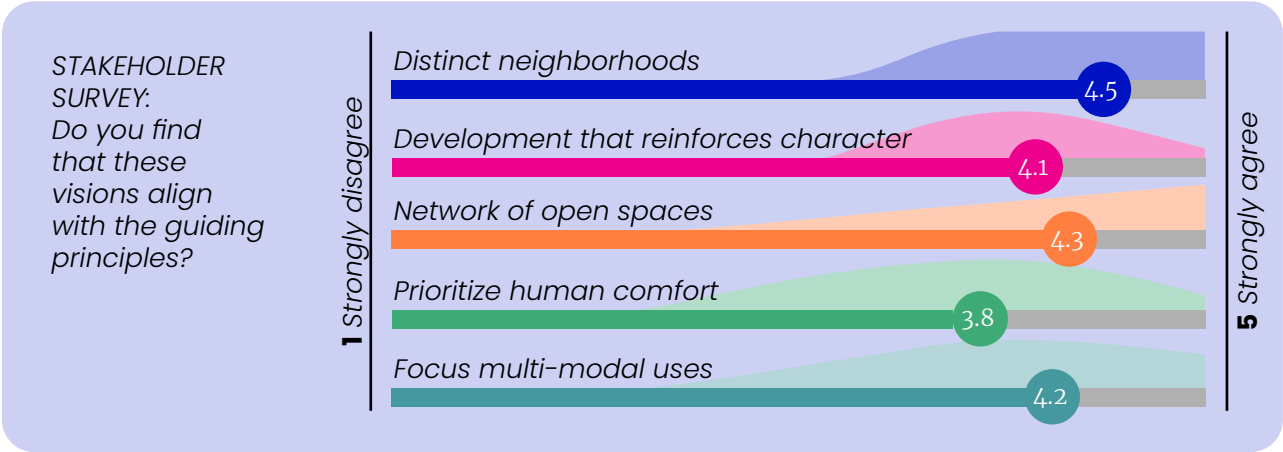 STAKEHOLDER
SURVEY:
Do you find
that these
visions align
with the guiding
principles?
1 Strongly disagree
Distinct neighborhoods
4.5
Development that reinforces character
4.1
Network of open spaces
4.3
Prioritize human comfort
3.8
Focus multi-modal uses
4.2
5 Strongly agree